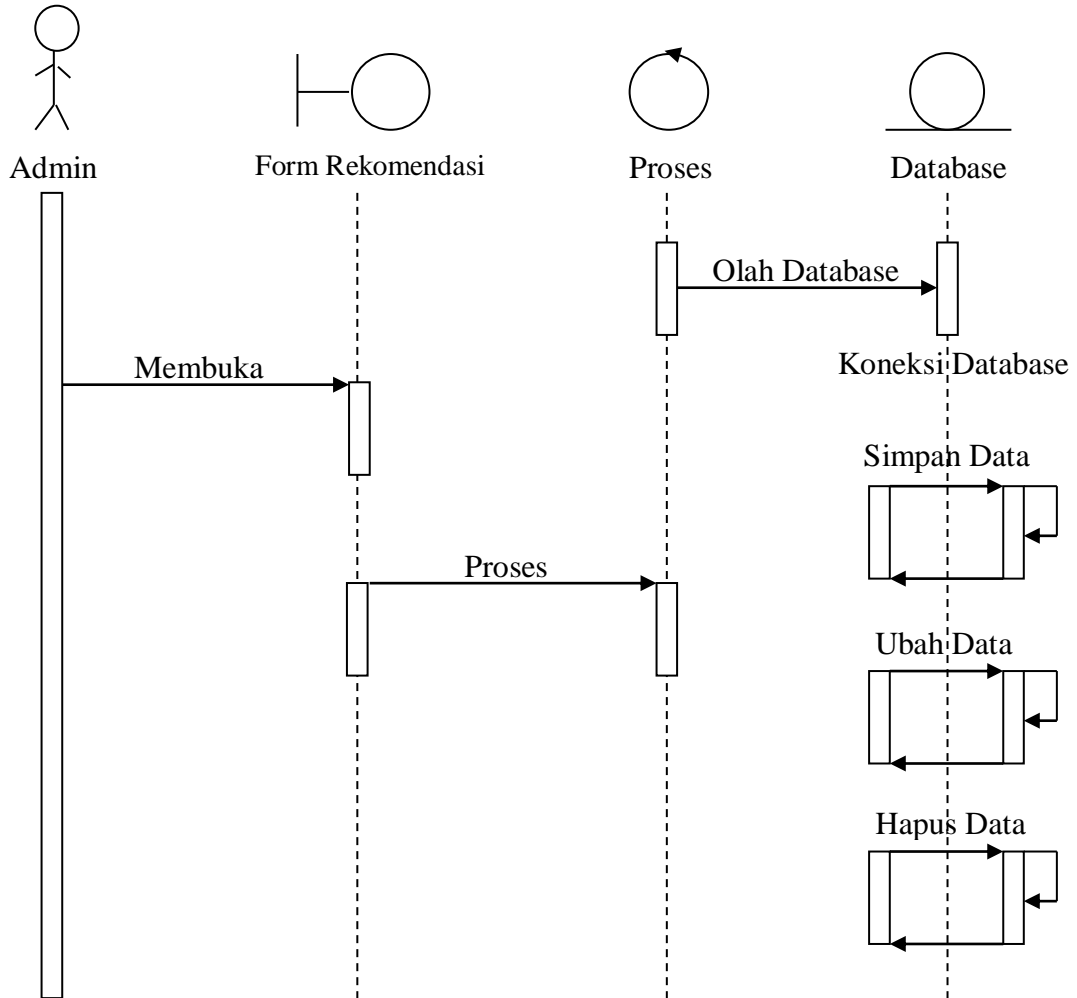 Admin
Form Rekomendasi
Proses
Database
Olah Database
Koneksi Database
Membuka
Simpan Data
Proses
Ubah Data
Hapus Data